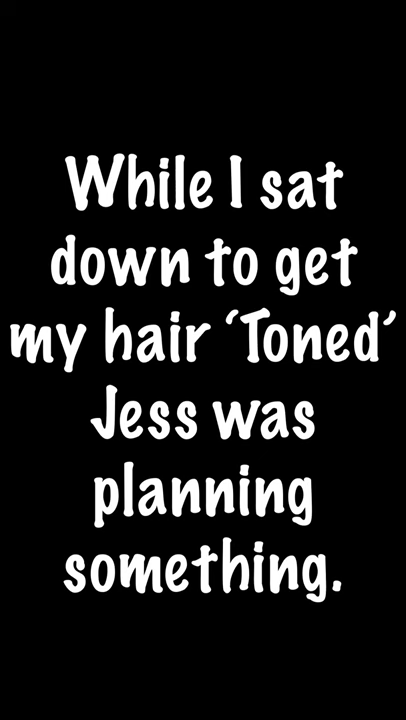 While I sat
down to get
my hair ‘Toned’
Jess was
planning
something.